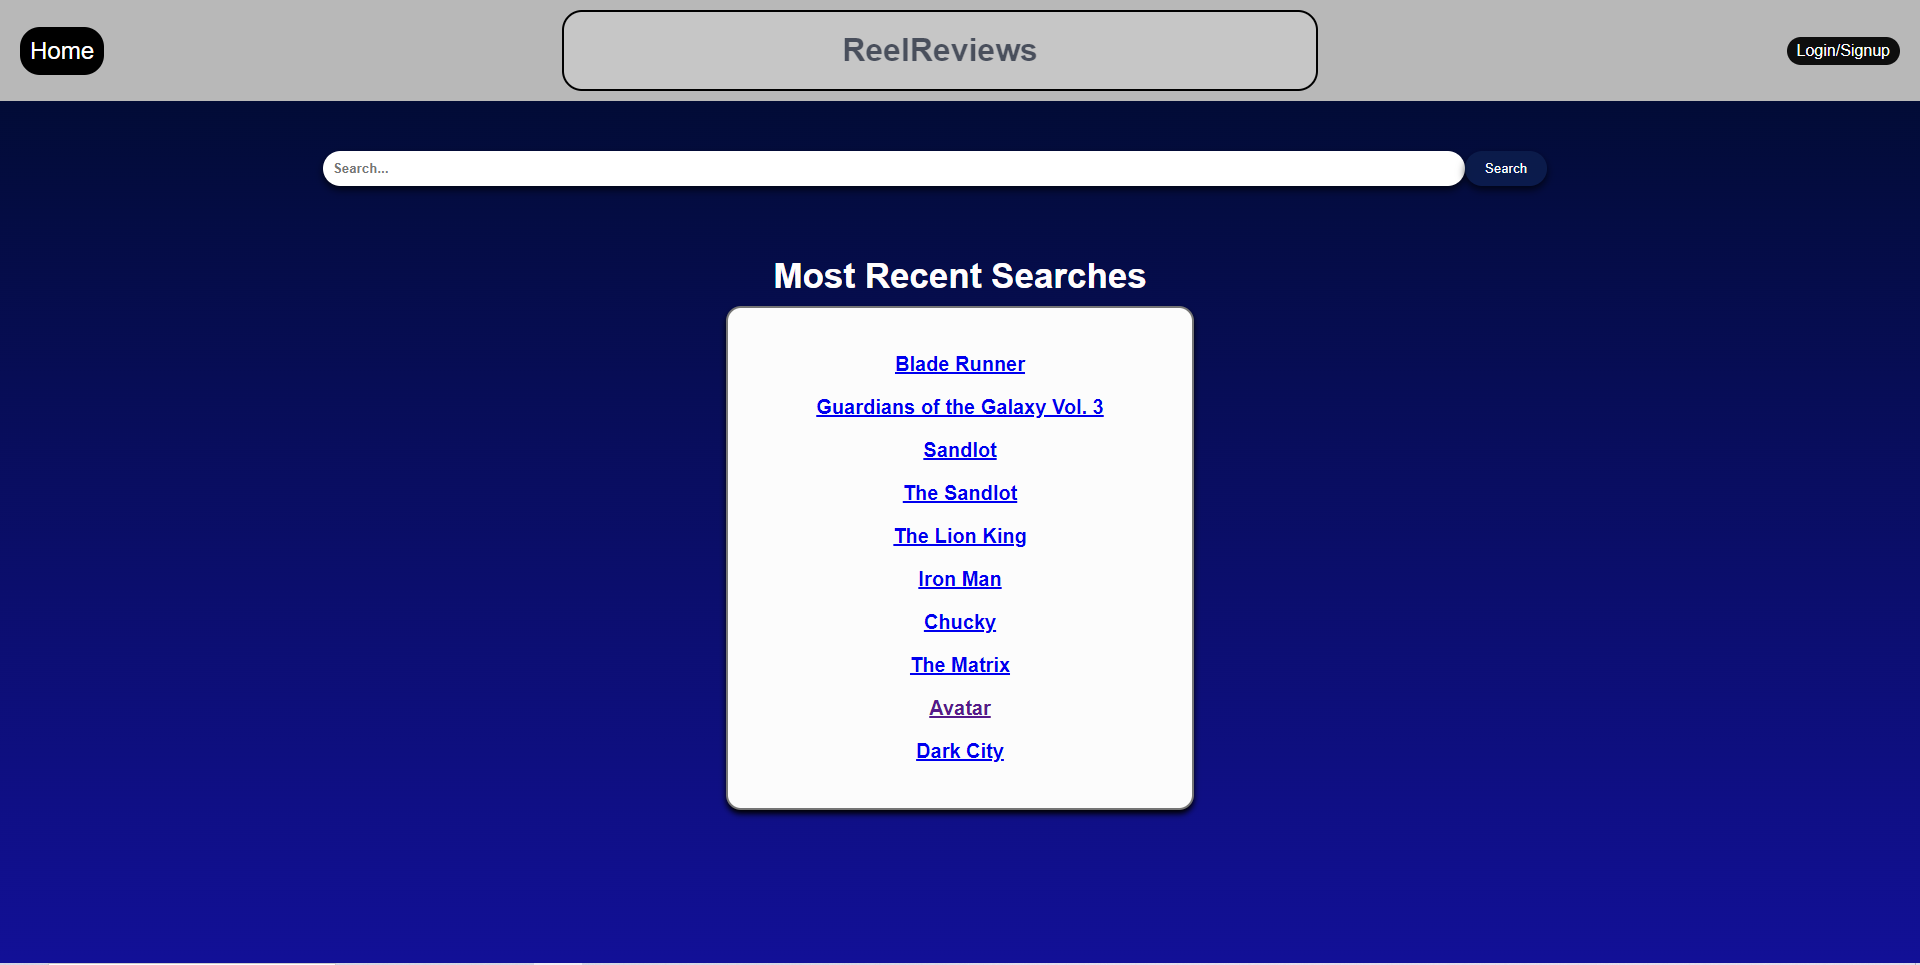 Home
ReelReviews
Login/Signup
Search...
Search
Most Recent Searches
Blade Runner
Guardians of the Galaxy Vol. 3
Sandlot
The Sandlot
The Lion King
Iron Man
Chucky
The Matrix
Avatar
Dark City